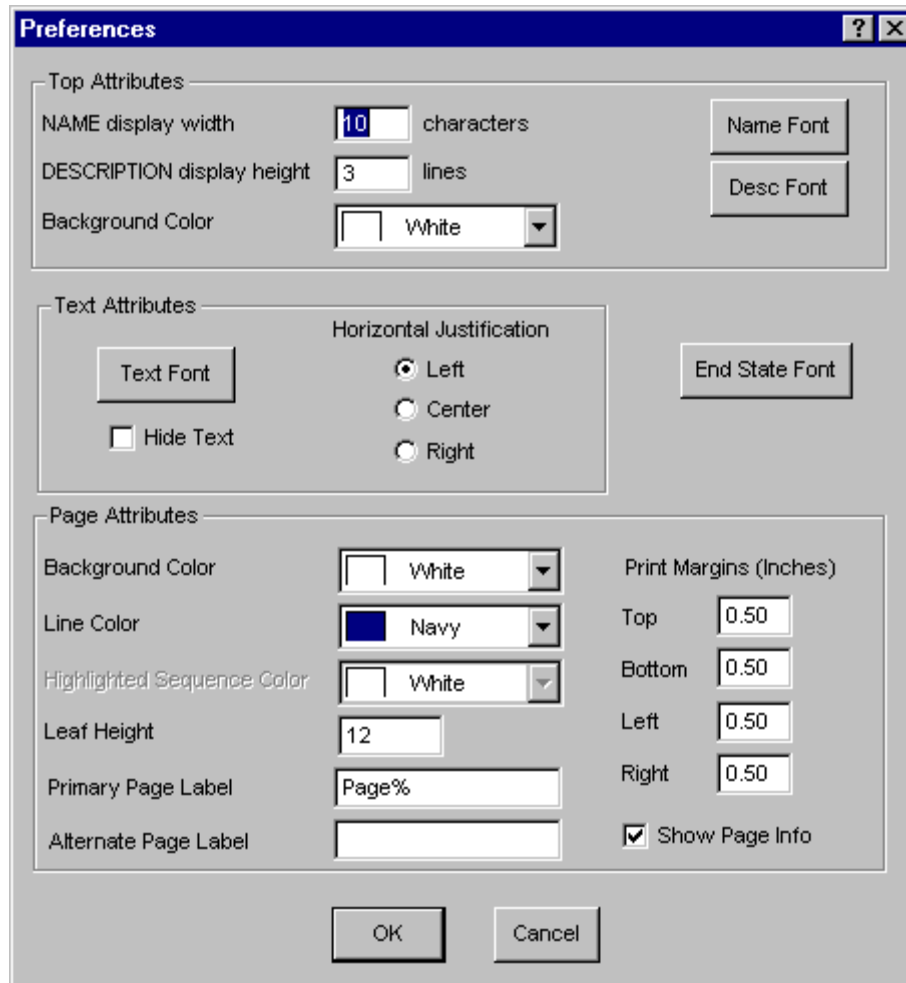 Preferences
Top Attributes
NAME display width 10 characters Name Font
DESCRIPTION display height 3 lines Desc Font
Background Color White
Text Attributes
Horizontal Justification
Text Font Left End State Font
Center
Hide Text
Right
Page Attributes
Background Color White Print Margins (Inches)
Line Color Navy Top 0.50
Highlighted Sequence Color White Bottom 0.50
Leaf Height 12 Left 0.50
Primary Page Label Page% Right 0.50
Alternate Page Label Show Page Info
OK Cancel